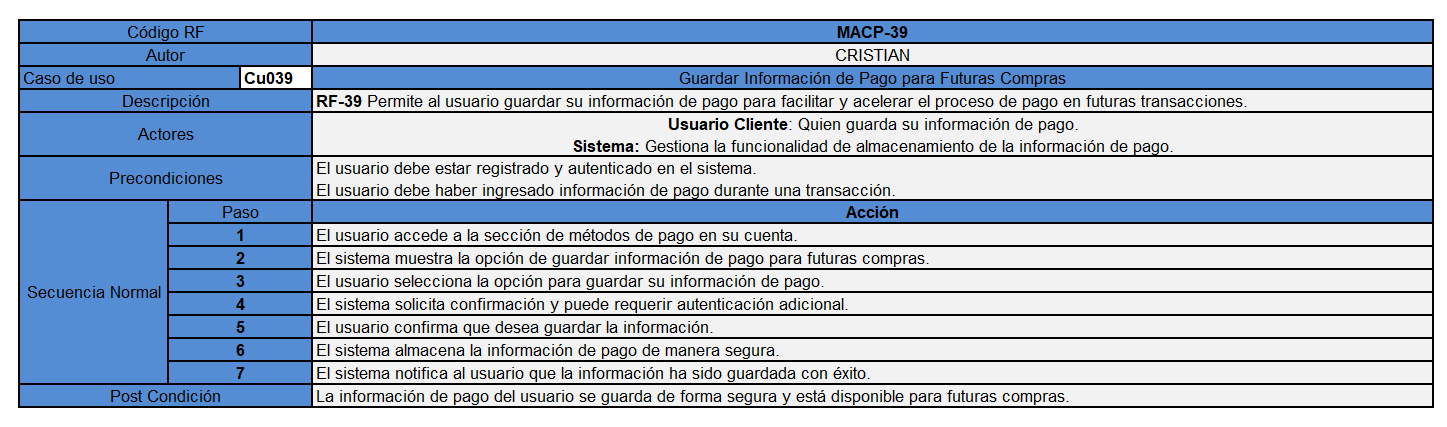 Código RF MACP-39
Autor CRISTIAN
Caso de uso Cu039 Guardar Información de Pago para Futuras Compras
Descripción RF-39 Permite al usuario guardar su información de pago para facilitar y acelerar el proceso de pago en futuras transacciones.
Actores
Usuario Cliente: Quien guarda su información de pago.
Sistema: Gestiona la funcionalidad de almacenamiento de la información de pago.
Precondiciones
El usuario debe estar registrado y autenticado en el sistema.
El usuario debe haber ingresado información de pago durante una transacción.
Secuencia Normal
Paso Acción
1 El usuario accede a la sección de métodos de pago en su cuenta.
2 El sistema muestra la opción de guardar información de pago para futuras compras.
3 El usuario selecciona la opción para guardar su información de pago.
4 El sistema solicita confirmación y puede requerir autenticación adicional.
5 El usuario confirma que desea guardar la información.
6 El sistema almacena la información de pago de manera segura.
7 El sistema notifica al usuario que la información ha sido guardada con éxito.
Post Condición La información de pago del usuario se guarda de forma segura y está disponible para futuras compras.